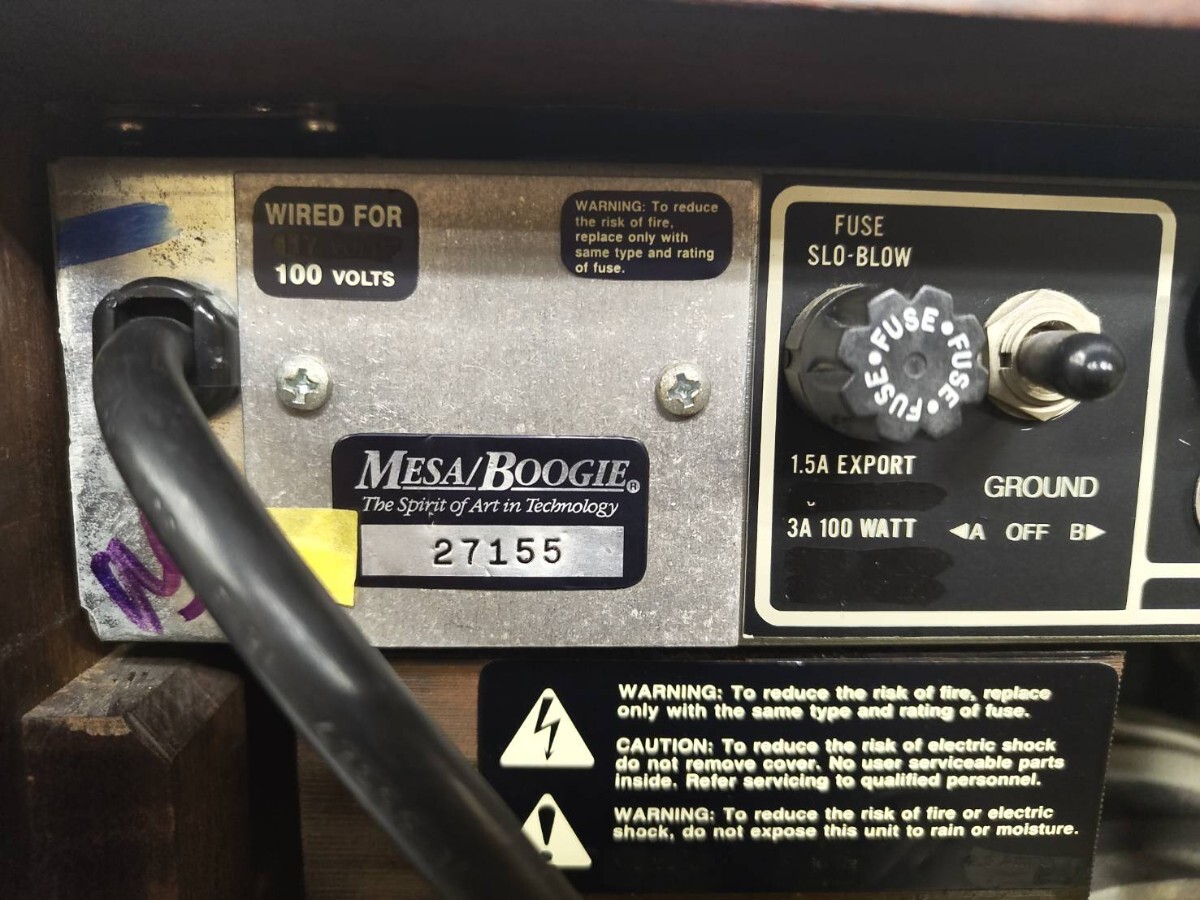 WIRED FOR
100 VOLTS
WARNING: To reduce
the risk of fire,
replace only with
same type and rating
of fuse.
MESA/BOOGIE®
The Spirit of Art in Technology
27155
FUSE
SLO-BLOW
FUSE • FUSE • FUSE •
1.5A EXPORT
3A 100 WATT
GROUND
◀A OFF B▶
WARNING: To reduce the risk of fire, replace
only with the same type and rating of fuse.
CAUTION: To reduce the risk of electric shock
do not remove cover. No user serviceable parts
inside. Refer servicing to qualified personnel.
WARNING: To reduce the risk of fire or electric
shock, do not expose this unit to rain or moisture.